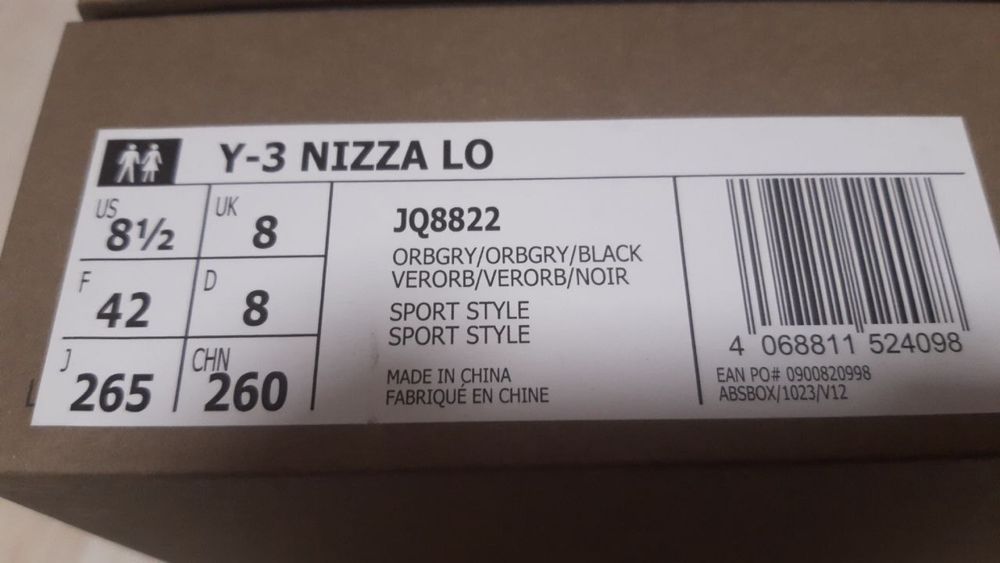 Y-3 NIZZA LO
US 8½ UK 8
F 42 D 8
J 265 CHN 260
JQ8822
ORBGRY/ORBGRY/BLACK
VERORB/VERORB/NOIR
SPORT STYLE
SPORT STYLE
MADE IN CHINA
FABRIQUÉ EN CHINE
4 068811 524098
EAN PO# 0900820998
ABSBOX/1023/V12